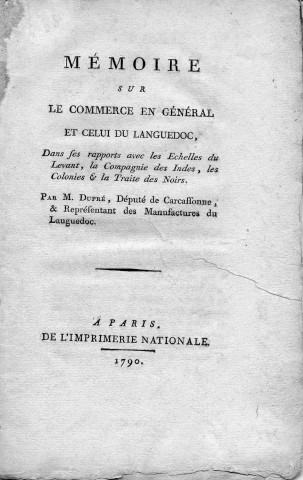 MÉMOIRE
SUR
LE COMMERCE EN GÉNÉRAL
ET CELUI DU LANGUEDOC,
Dans ſes rapports avec les Echelles du
Levant, la Compagnie des Indes, les
Colonies & la Traite des Noirs.
PAR M. DUPRÉ, Député de Carcaſſonne,
& Repréſentant des Manufactures du
Languedoc.
A PARIS,
DE L'IMPRIMERIE NATIONALE.
1790.